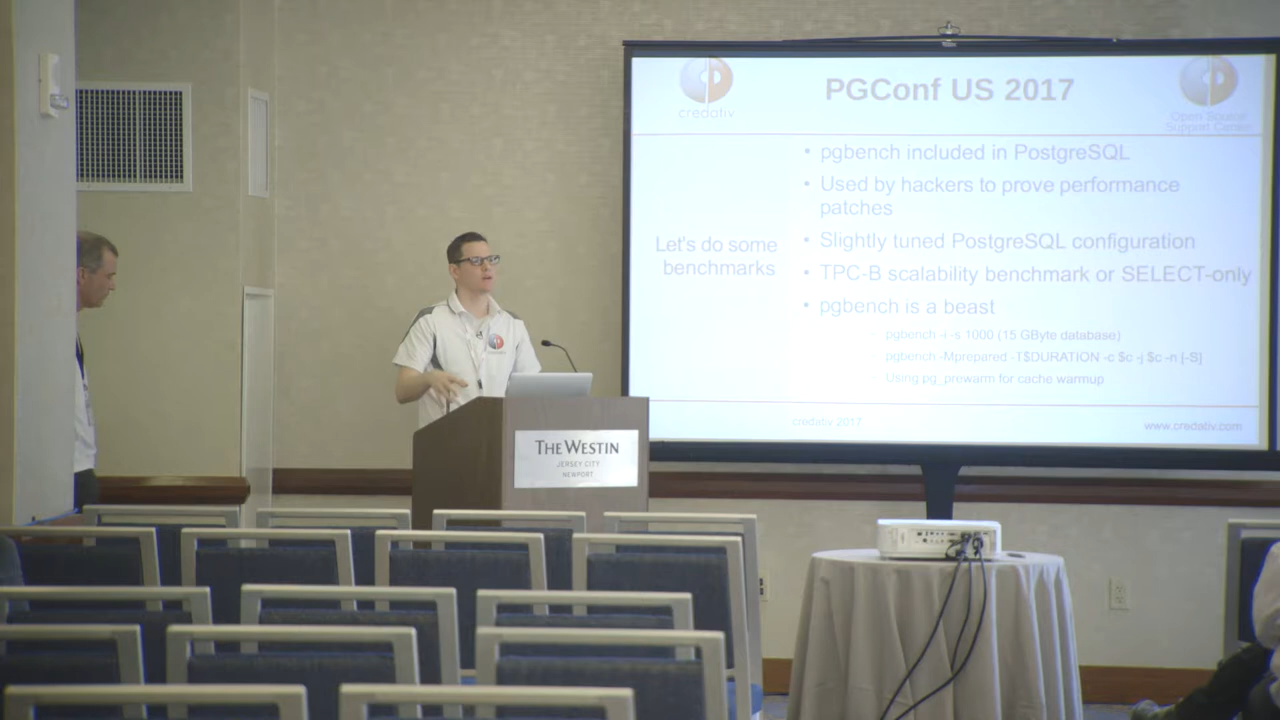 credativ
PGConf US 2017
Open Source
Support Center
Let's do some
benchmarks
• pgbench included in PostgreSQL
• Used by hackers to prove performance
patches
• Slightly tuned PostgreSQL configuration
• TPC-B scalability benchmark or SELECT-only
• pgbench is a beast
– pgbench -i -s 1000 (15 GByte database)
– pgbench -Mprepared -T$DURATION -c $c -j $c -n [-S]
Using pg_prewarm for cache warmup
credativ 2017
www.credativ.com
credativ
THE WESTIN
JERSEY CITY
NEWPORT